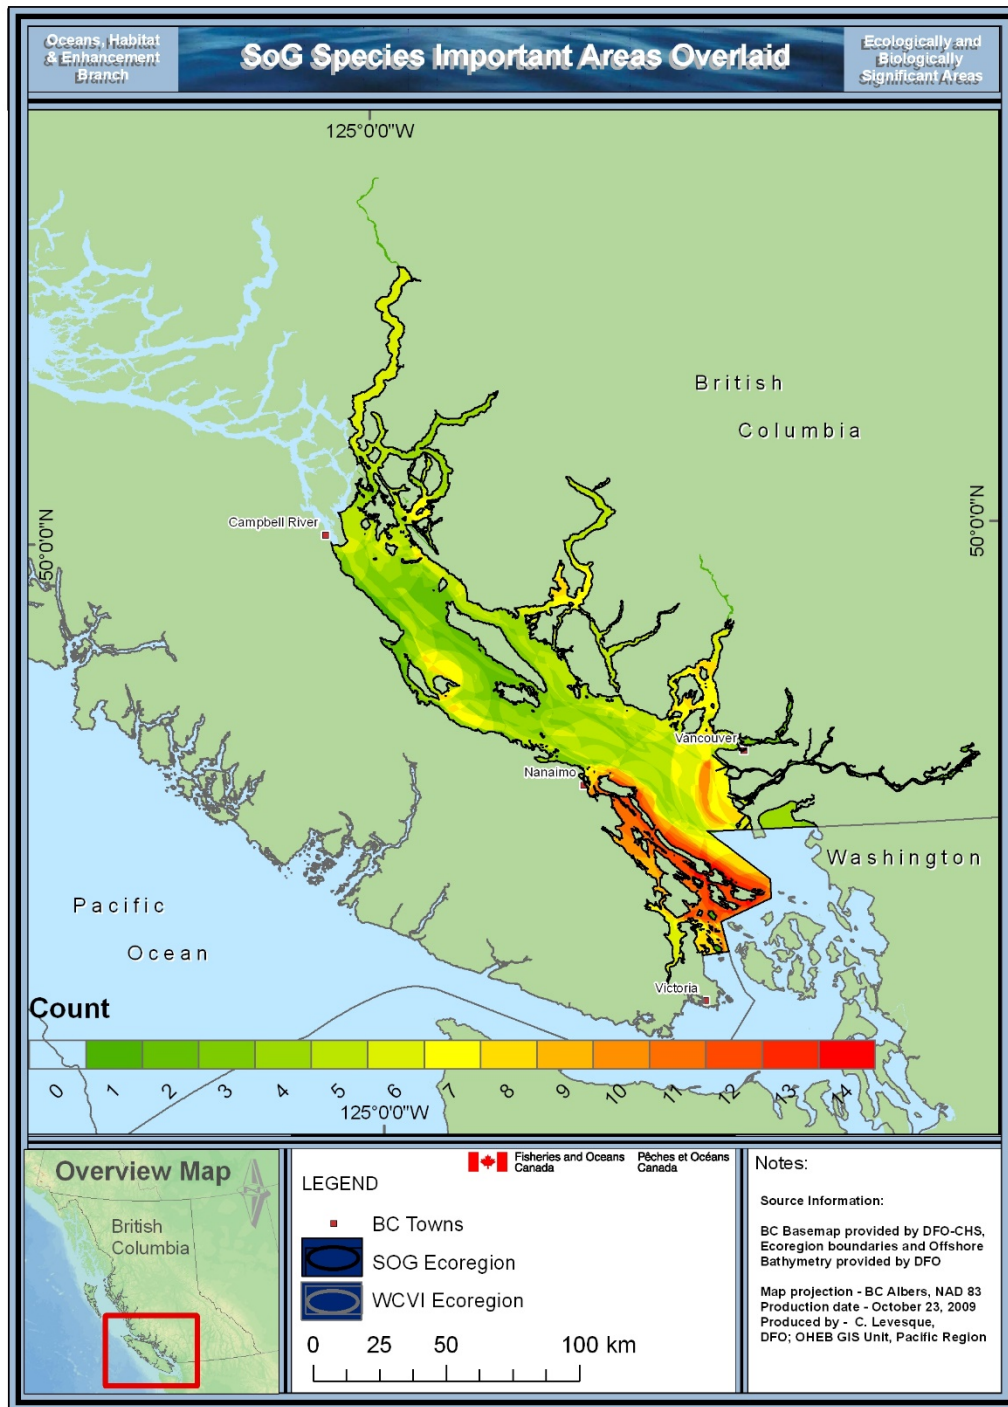 Oceans, Habitat
& Enhancement
Branch
SoG Species Important Areas Overlaid
Ecologically and
Biologically
Significant Areas
125°0'0"W
British
Columbia
Campbell River
50°0'0"N
50°0'0"N
Vancouver
Nanaimo
Washington
Pacific
Ocean
Victoria
Count
0 1 2 3 4 5 6 7 8 9 10 11 12 13 14
125°0'0"W
Overview Map
British
Columbia
Fisheries and Oceans
Canada
Pêches et Océans
Canada
LEGEND
BC Towns
SOG Ecoregion
WCVI Ecoregion
0 25 50 100 km
Notes:
Source Information:
BC Basemap provided by DFO-CHS,
Ecoregion boundaries and Offshore
Bathymetry provided by DFO
Map projection - BC Albers, NAD 83
Production date - October 23, 2009
Produced by - C. Levesque,
DFO; OHEB GIS Unit, Pacific Region